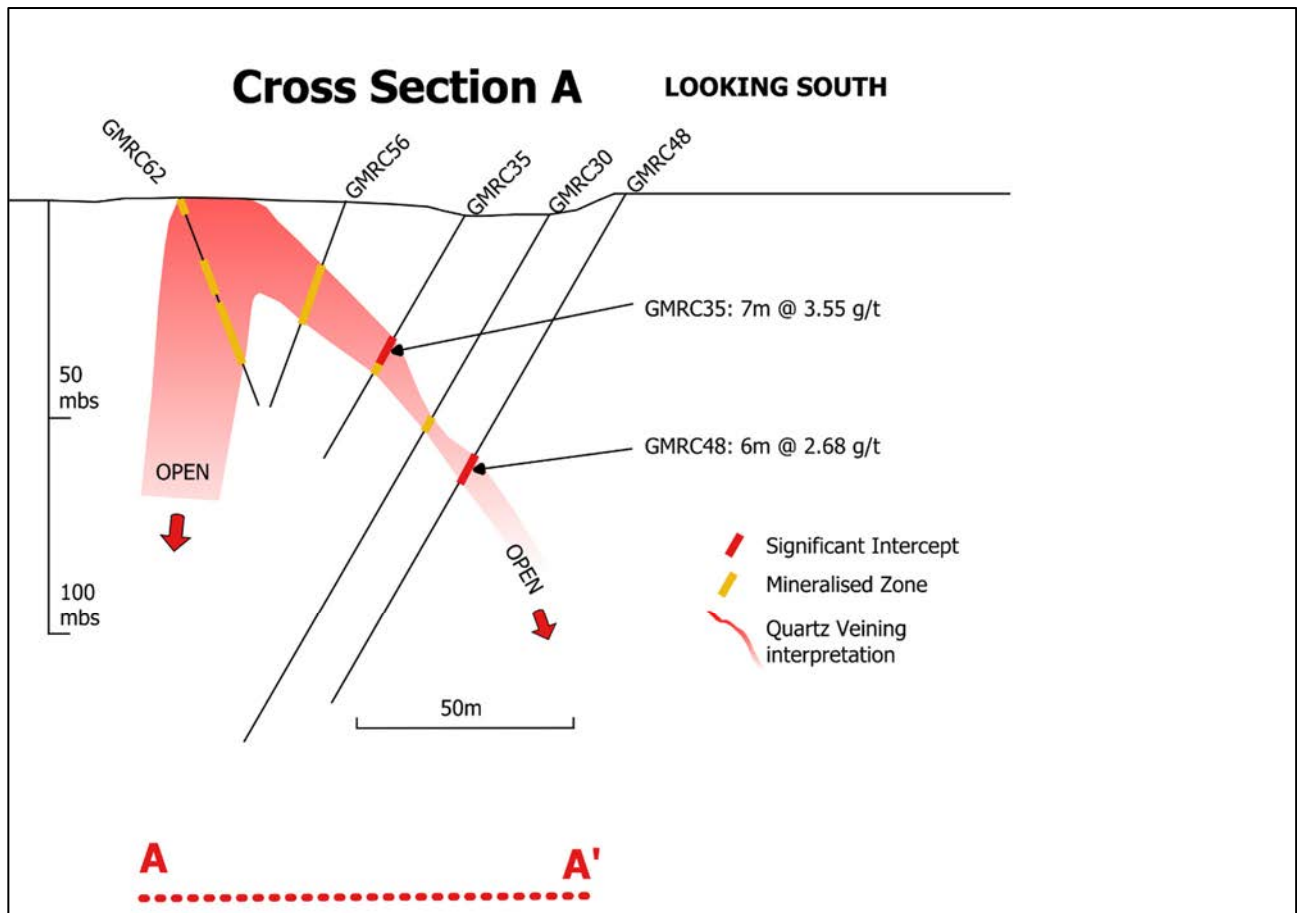 Cross Section A
LOOKING SOUTH
GMRC62
GMRC56
GMRC35
GMRC30
GMRC48
GMRC35: 7m @ 3.55 g/t
50
mbs
GMRC48: 6m @ 2.68 g/t
OPEN
OPEN
Significant Intercept
Mineralised Zone
Quartz Veining
interpretation
100
mbs
50m
A
A'